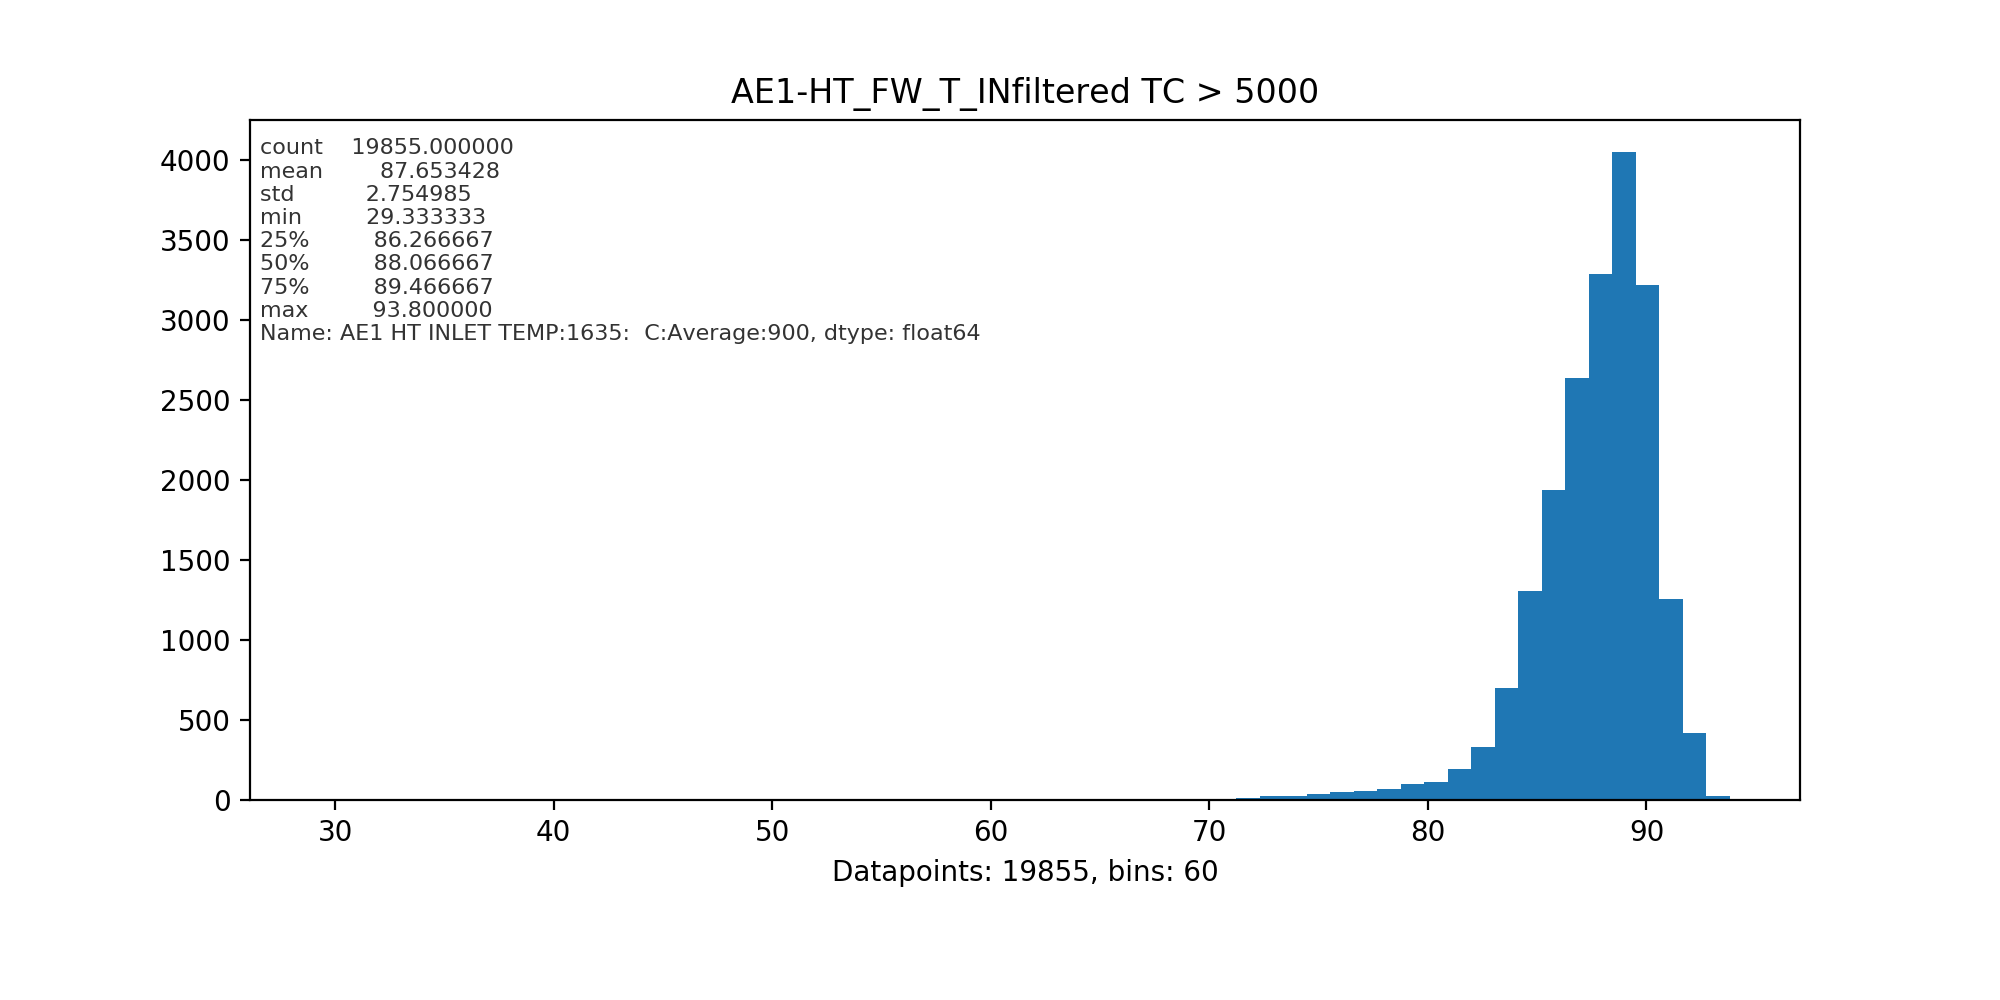 AE1-HT_FW_T_INfiltered TC > 5000
count 19855.000000
mean 87.653428
std 2.754985
min 29.333333
25% 86.266667
50% 88.066667
75% 89.466667
max 93.800000
Name: AE1 HT INLET TEMP:1635: C:Average:900, dtype: float64
4000
3500
3000
2500
2000
1500
1000
500
0
30 40 50 60 70 80 90
Datapoints: 19855, bins: 60